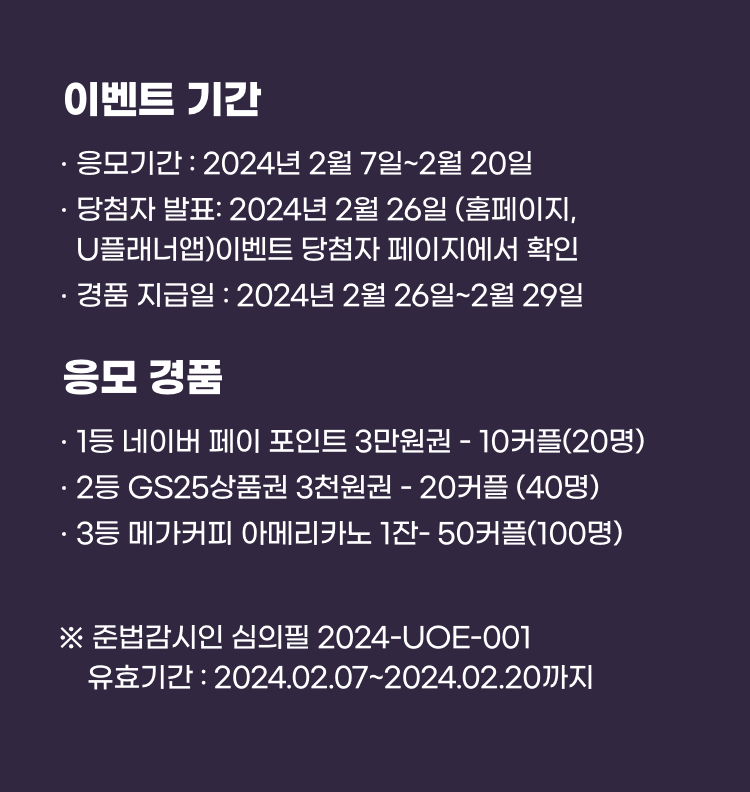 이벤트 기간
· 응모기간 : 2024년 2월 7일~2월 20일
· 당첨자 발표: 2024년 2월 26일 (홈페이지,
U플래너앱)이벤트 당첨자 페이지에서 확인
· 경품 지급일 : 2024년 2월 26일~2월 29일
응모 경품
· 1등 네이버 페이 포인트 3만원권 - 10커플(20명)
· 2등 GS25상품권 3천원권 - 20커플 (40명)
· 3등 메가커피 아메리카노 1잔- 50커플(100명)
※ 준법감시인 심의필 2024-UOE-001
유효기간 : 2024.02.07~2024.02.20까지